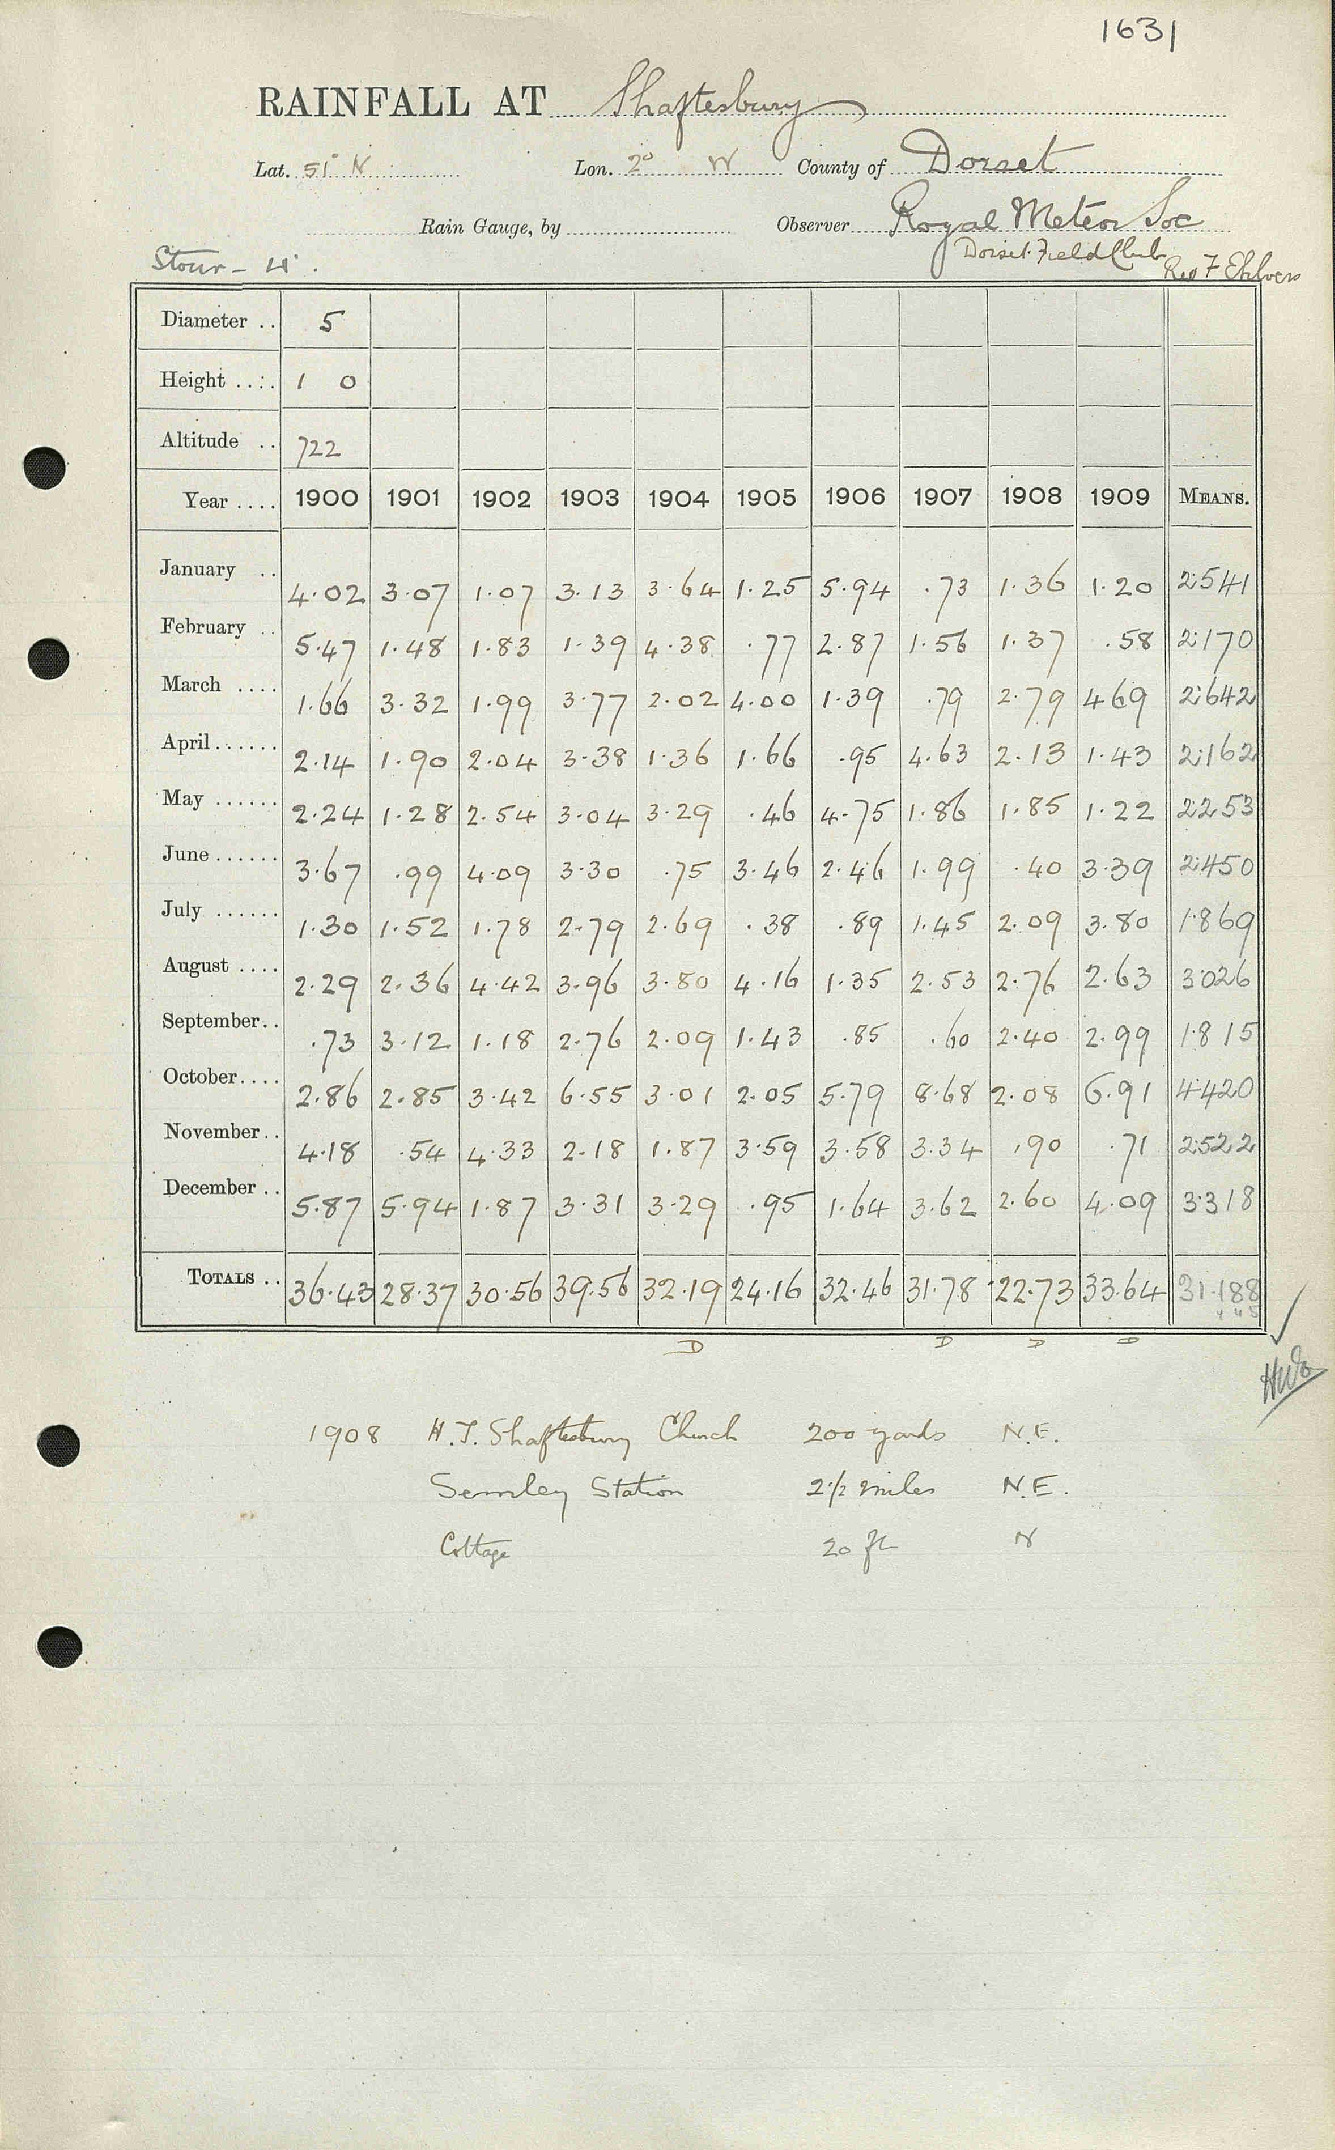 1631
RAINFALL AT Shaftesbury
Lat. 51° N Lon. 2° W County of Dorset
Rain Gauge, by Observer Royal Meteor Soc
Dorset Field Club
Stour - 4. Rev F
Diameter .. 5
Height .... 1 0
Altitude .. 722
Year .... 1900 1901 1902 1903 1904 1905 1906 1907 1908 1909 MEANS.
January .. 4.02 3.07 1.07 3.13 3.64 1.25 5.94 .73 1.36 1.20 2.541
February .. 5.47 1.48 1.83 1.39 4.38 .77 2.87 1.56 1.37 .58 2.170
March .... 1.66 3.32 1.99 3.77 2.02 4.00 1.39 .79 2.79 4.69 2.642
April...... 2.14 1.90 2.04 3.38 1.36 1.66 .95 4.63 2.13 1.43 2.162
May ...... 2.24 1.28 2.54 3.04 3.29 .46 4.75 1.86 1.85 1.22 2.253
June...... 3.67 .99 4.09 3.30 .75 3.46 2.46 1.99 .40 3.39 2.450
July ...... 1.30 1.52 1.78 2.79 2.69 .38 .89 1.45 2.09 3.80 1.869
August .... 2.29 2.36 4.42 3.96 3.80 4.16 1.35 2.53 2.76 2.63 3.026
September.. .73 3.12 1.18 2.76 2.09 1.43 .85 .60 2.40 2.99 1.815
October.... 2.86 2.85 3.42 6.55 3.01 2.05 5.79 8.68 2.08 6.91 4.420
November.. 4.18 .54 4.33 2.18 1.87 3.59 3.58 3.34 .90 .71 2.522
December .. 5.87 5.94 1.87 3.31 3.29 .95 1.64 3.62 2.60 4.09 3.318
TOTALS .. 36.43 28.37 30.56 39.56 32.19 24.16 32.46 31.78 22.73 33.64 31.188
D D D D
1908 H.T. Shaftesbury Church 200 yards N.E.
Semley Station 2 1/2 miles N.E.
Cottage 20 ft N